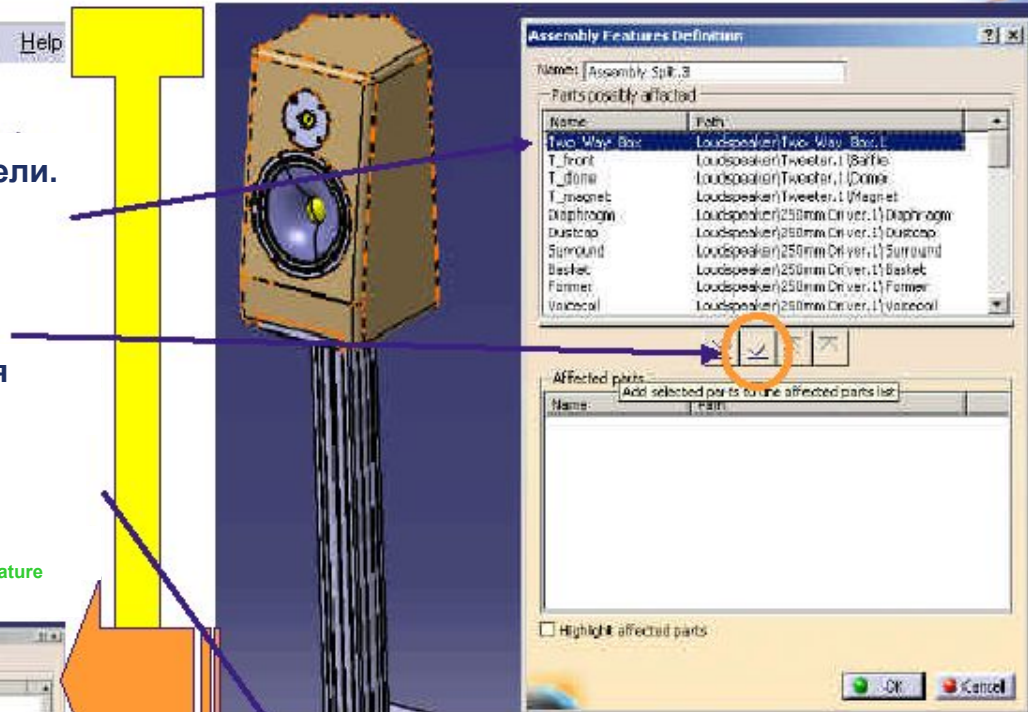 Help
ели.
я
ature
Assembly Features Definition
Name: Assembly Split.3
Parts possibly affected
Name Path
Two Way Box Loudspeaker\Two Way Box.1
T_front Loudspeaker\Tweeter.1\Baffle
T_dome Loudspeaker\Tweeter.1\Domer
T_magnet Loudspeaker\Tweeter.1\Magnet
Diaphragm Loudspeaker\250mm Driver.1\Diaphragm
Dustcap Loudspeaker\250mm Driver.1\Dustcap
Surround Loudspeaker\250mm Driver.1\Surround
Basket Loudspeaker\250mm Driver.1\Basket
Former Loudspeaker\250mm Driver.1\Former
Voicecoil Loudspeaker\250mm Driver.1\Voicecoil
Affected parts
Add selected parts to the affected parts list
Name Path
Highlight affected parts
OK Cancel